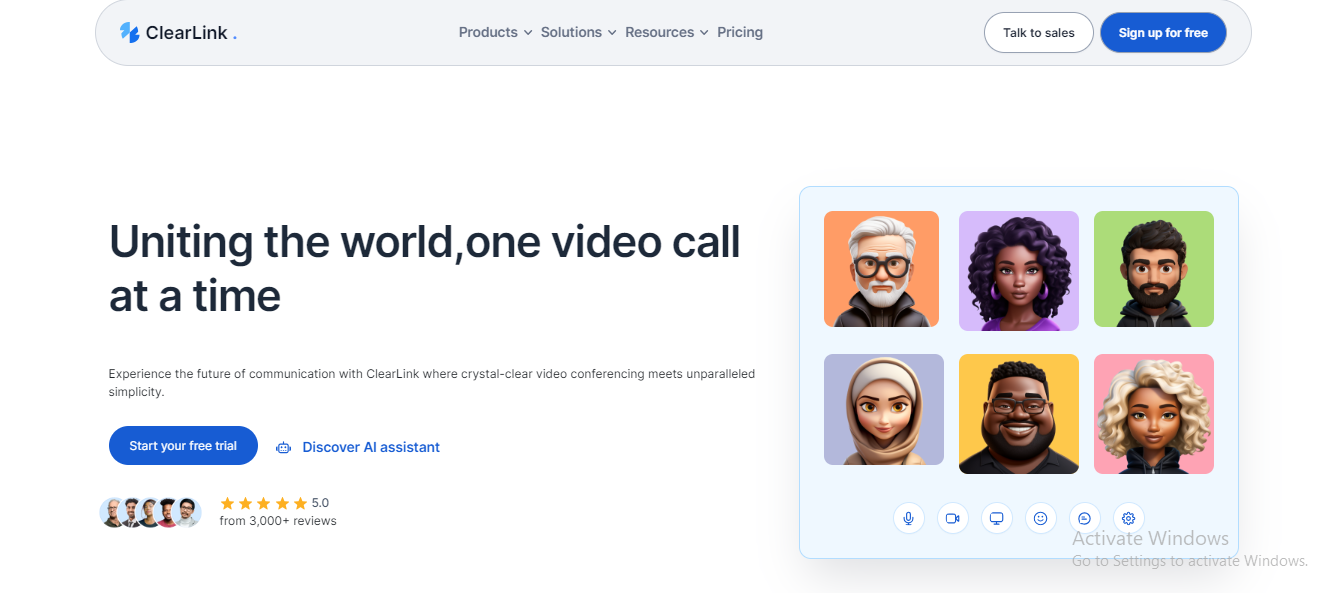 ClearLink .
Products Solutions Resources Pricing
Talk to sales
Sign up for free
Uniting the world,one video call
at a time
Experience the future of communication with ClearLink where crystal-clear video conferencing meets unparalleled
simplicity.
Start your free trial
Discover AI assistant
5.0
from 3,000+ reviews
Activate Windows
Go to Settings to activate Windows.